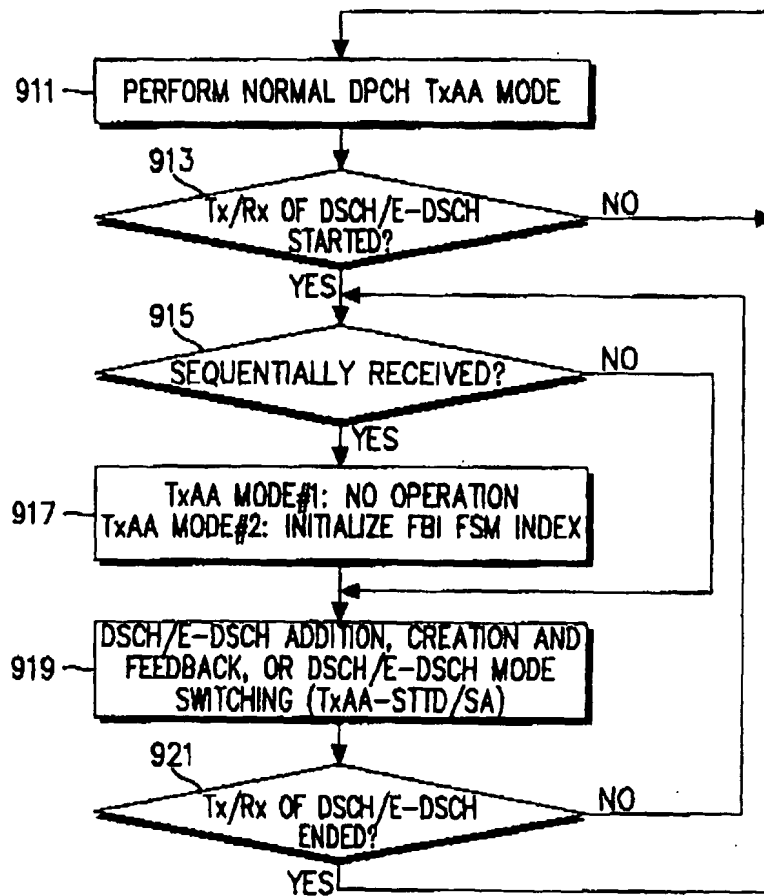 911
PERFORM NORMAL DPCH TxAA MODE
913
Tx/Rx OF DSCH/E-DSCH
STARTED?
NO
YES
915
SEQUENTIALLY RECEIVED?
NO
YES
917
TxAA MODE#1: NO OPERATION
TxAA MODE#2: INITIALIZE FBI FSM INDEX
919
DSCH/E-DSCH ADDITION, CREATION AND
FEEDBACK, OR DSCH/E-DSCH MODE
SWITCHING (TxAA-STTD/SA)
921
Tx/Rx OF DSCH/E-DSCH
ENDED?
NO
YES